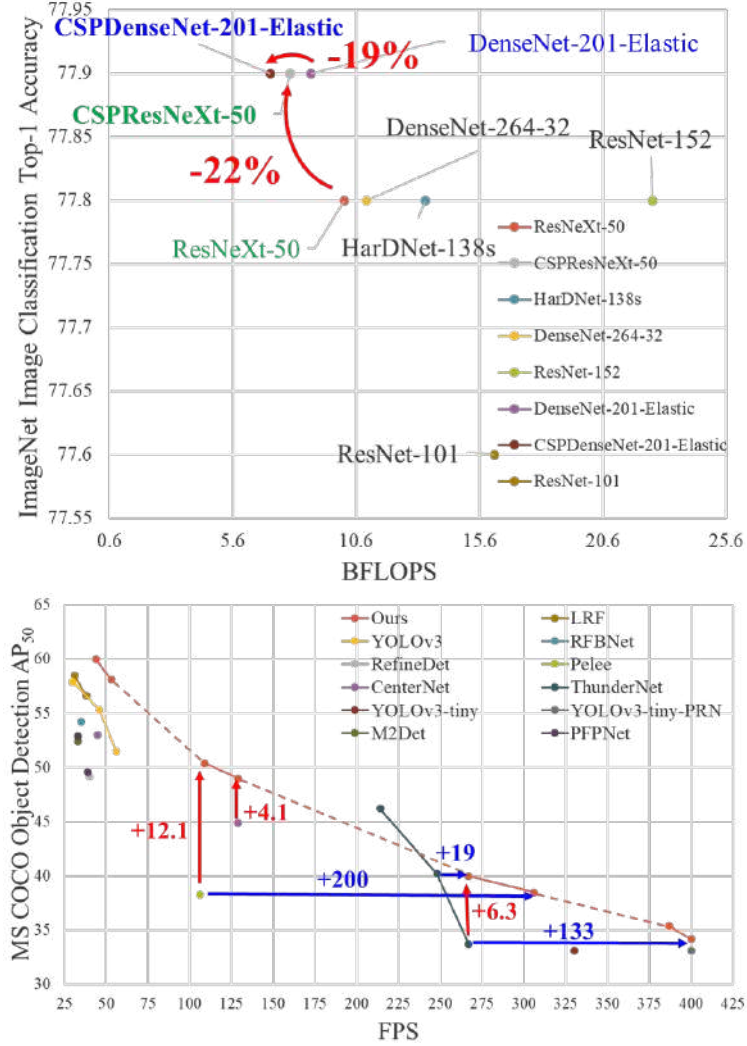 77.95
CSPDenseNet-201-Elastic
-19%
DenseNet-201-Elastic
77.9
CSPResNeXt-50
77.85
DenseNet-264-32
ResNet-152
-22%
77.8
ResNeXt-50
HarDNet-138s
77.75
77.7
77.65
77.6
ResNet-101
77.55
ImageNet Image Classification Top-1 Accuracy
ResNeXt-50
CSPResNeXt-50
HarDNet-138s
DenseNet-264-32
ResNet-152
DenseNet-201-Elastic
CSPDenseNet-201-Elastic
ResNet-101
0.6 5.6 10.6 15.6 20.6 25.6
BFLOPS
MS COCO Object Detection AP50
65
60
55
50
45
40
35
30
Ours LRF
YOLOv3 RFBNet
RefineDet Pelee
CenterNet ThunderNet
YOLOv3-tiny YOLOv3-tiny-PRN
M2Det PFPNet
+12.1
+4.1
+19
+200
+6.3
+133
25 50 75 100 125 150 175 200 225 250 275 300 325 350 375 400 425
FPS